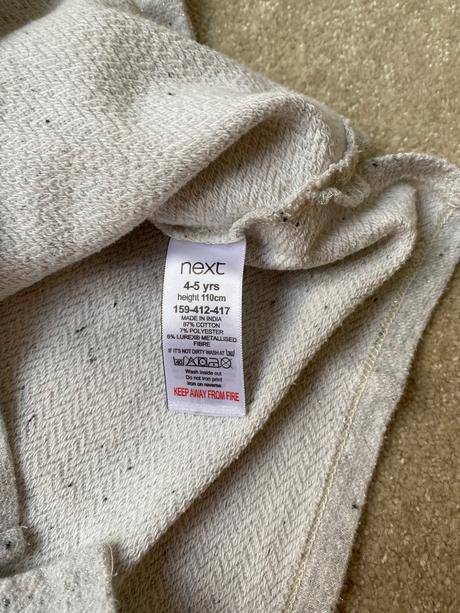 next
4-5 yrs
height 110cm
159-412-417
MADE IN INDIA
87% COTTON
7% POLYESTER
6% LUREX® METALLISED
FIBRE
IF IT'S NOT DIRTY WASH AT 30
40
Wash inside out
Do not iron print
Iron on reverse
KEEP AWAY FROM FIRE